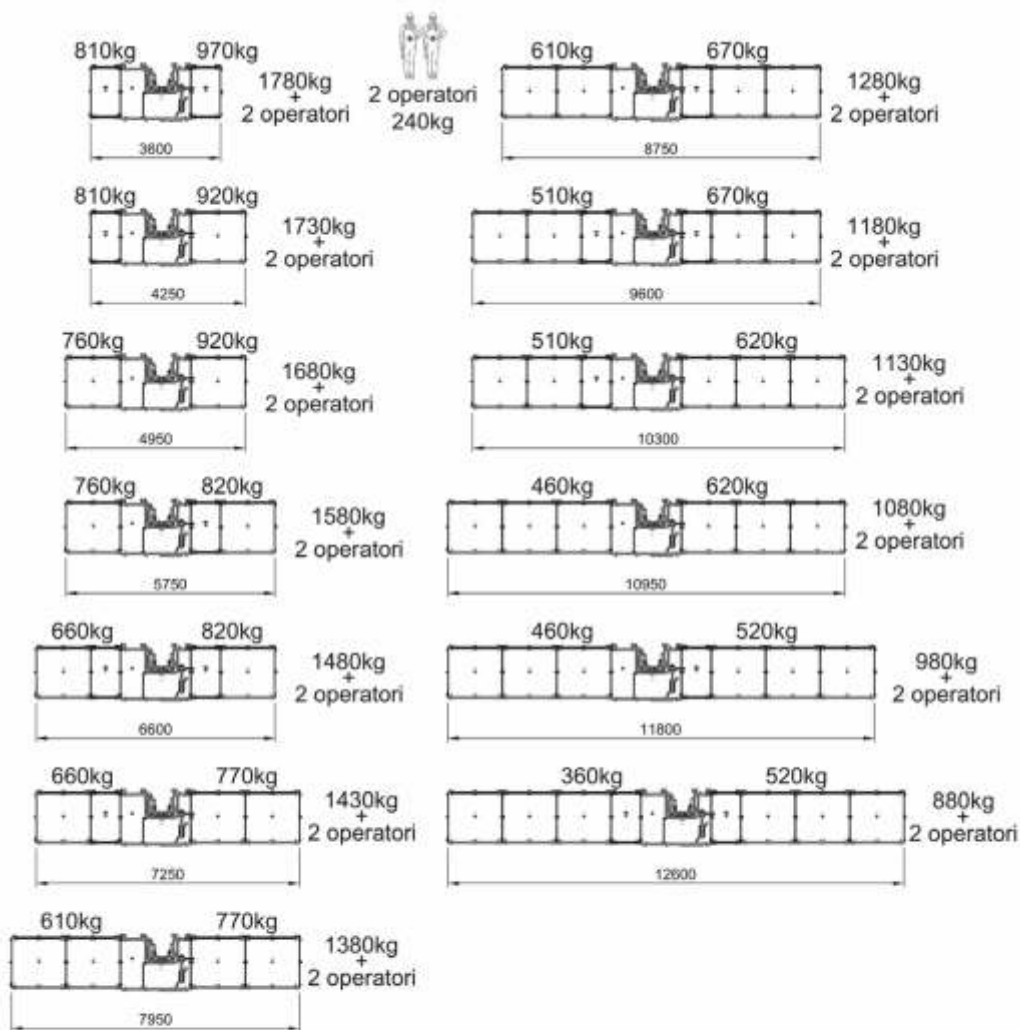 810kg 970kg
1780kg
+
2 operatori
3800
810kg 920kg
1730kg
+
2 operatori
4250
760kg 920kg
1680kg
+
2 operatori
4950
760kg 820kg
1580kg
+
2 operatori
5750
660kg 820kg
1480kg
+
2 operatori
6600
660kg 770kg
1430kg
+
2 operatori
7250
610kg 770kg
1380kg
+
2 operatori
7950
2 operatori
240kg
610kg 670kg
1280kg
+
2 operatori
8750
510kg 670kg
1180kg
+
2 operatori
9600
510kg 620kg
1130kg
+
2 operatori
10300
460kg 620kg
1080kg
+
2 operatori
10950
460kg 520kg
980kg
+
2 operatori
11800
360kg 520kg
880kg
+
2 operatori
12600